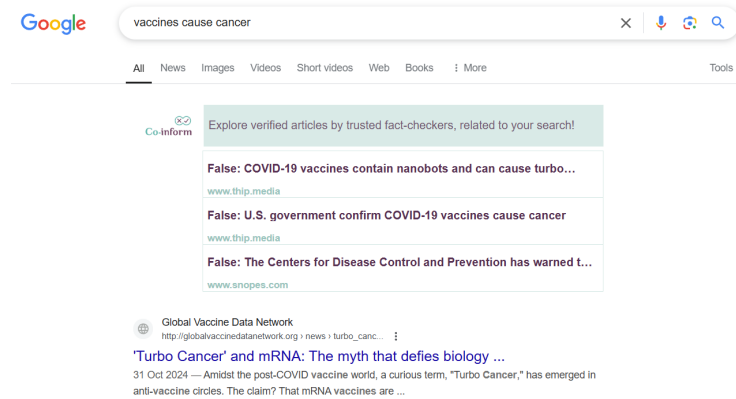 Google
vaccines cause cancer
All News Images Videos Short videos Web Books More Tools
Co-inform
Explore verified articles by trusted fact-checkers, related to your search!
False: COVID-19 vaccines contain nanobots and can cause turbo…
www.thip.media
False: U.S. government confirm COVID-19 vaccines cause cancer
www.thip.media
False: The Centers for Disease Control and Prevention has warned t…
www.snopes.com
Global Vaccine Data Network
http://globalvaccinedatanetwork.org › news › turbo_canc...
'Turbo Cancer' and mRNA: The myth that defies biology ...
31 Oct 2024 — Amidst the post-COVID vaccine world, a curious term, "Turbo Cancer," has emerged in
anti-vaccine circles. The claim? That mRNA vaccines are ...